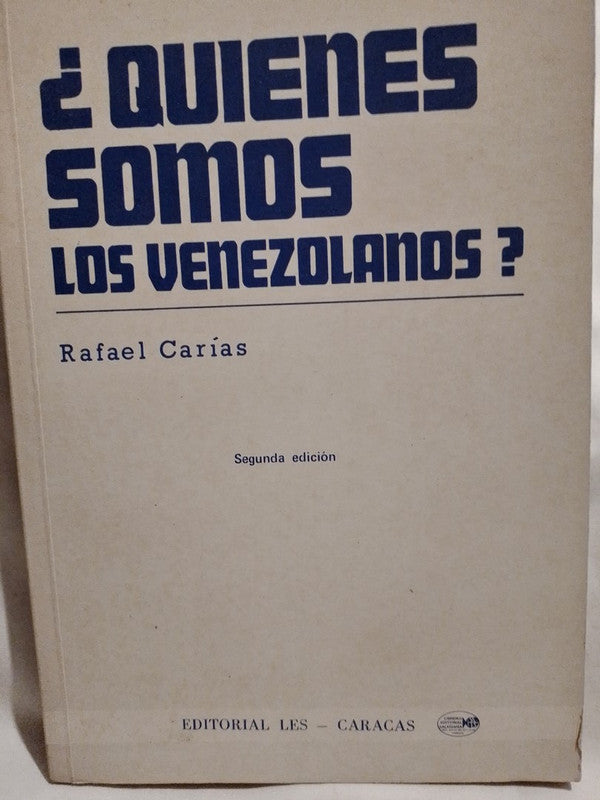 ¿QUIENES
SOMOS
LOS VENEZOLANOS?
Rafael Carías
Segunda edición
EDITORIAL LES – CARACAS